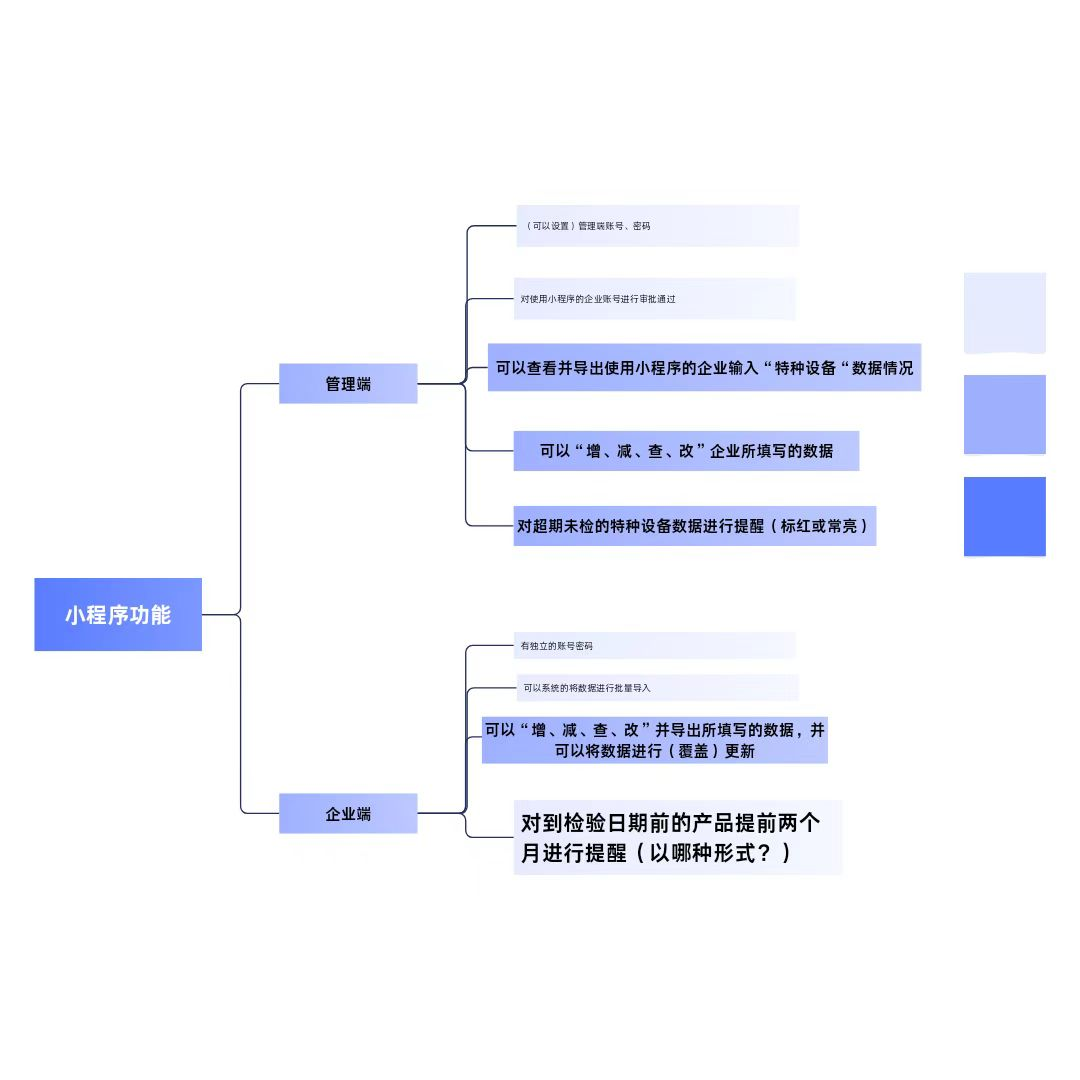 （可以设置）管理端账号、密码
对使用小程序的企业账号进行审批通过
可以查看并导出使用小程序的企业输入“特种设备“数据情况
管理端
可以“增、减、查、改”企业所填写的数据
对超期未检的特种设备数据进行提醒（标红或常亮）
小程序功能
有独立的账号密码
可以系统的将数据进行批量导入
可以“增、减、查、改”并导出所填写的数据，并
可以将数据进行（覆盖）更新
企业端
对到检验日期前的产品提前两个
月进行提醒（以哪种形式？）